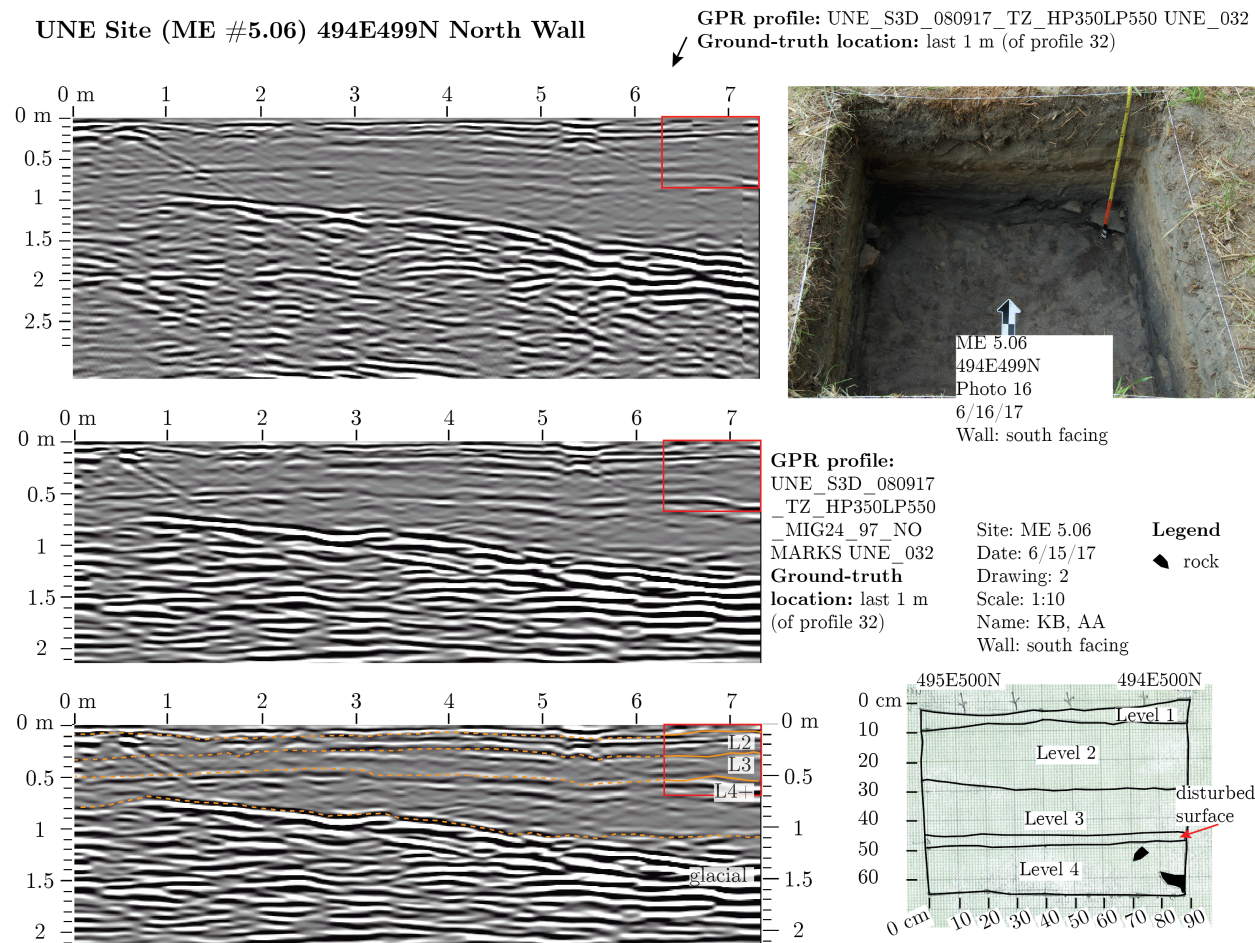 UNE Site (ME #5.06) 494E499N North Wall
GPR profile: UNE_S3D_080917_TZ_HP350LP550 UNE_032
Ground-truth location: last 1 m (of profile 32)
0 m 1 2 3 4 5 6 7
0 m
0.5
1
1.5
2
2.5
ME 5.06
494E499N
Photo 16
6/16/17
Wall: south facing
0 m 1 2 3 4 5 6 7
0 m
0.5
1
1.5
2
GPR profile:
UNE_S3D_080917
_TZ_HP350LP550
_MIG24_97_NO
MARKS UNE_032
Ground-truth
location: last 1 m
(of profile 32)
Site: ME 5.06
Date: 6/15/17
Drawing: 2
Scale: 1:10
Name: KB, AA
Wall: south facing
Legend
rock
0 m 1 2 3 4 5 6 7
0 m
0.5
1
1.5
2
L2
L3
L4+
glacial
0 m
0.5
1
1.5
2
495E500N 494E500N
0 cm
10
20
30
40
50
60
Level 1
Level 2
Level 3
Level 4
disturbed
surface
0 cm 10 20 30 40 50 60 70 80 90